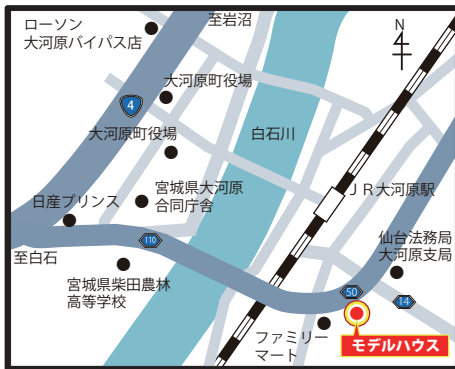 至岩沼
ローソン
大河原バイパス店
N
大河原町役場
4
大河原町役場
白石川
宮城県大河原
合同庁舎
JR大河原駅
日産プリンス
110
仙台法務局
大河原支局
至白石
宮城県柴田農林
高等学校
50
14
ファミリー
マート
モデルハウス